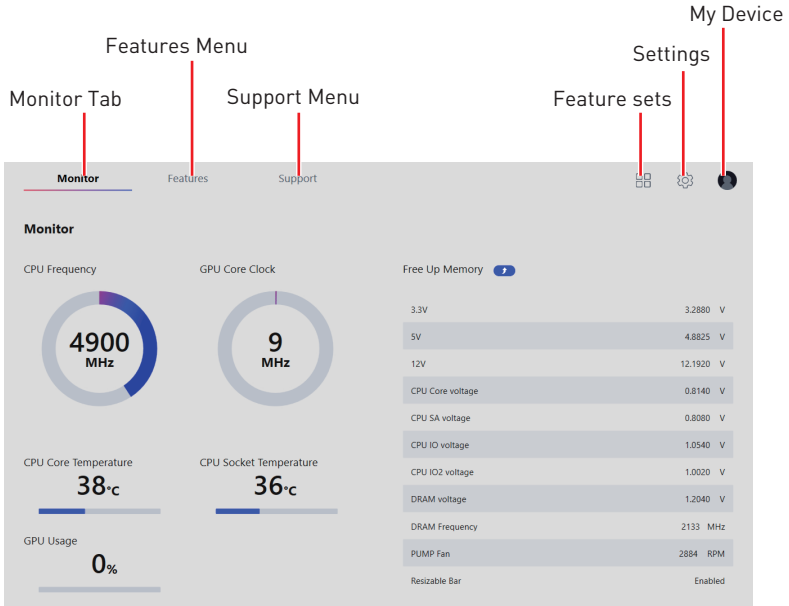 My Device
Features Menu
Settings
Monitor Tab
Support Menu
Feature sets
Monitor
Features
Support
Monitor
CPU Frequency
GPU Core Clock
Free Up Memory
4900
MHz
9
MHz
3.3V 3.2880 V
5V 4.8825 V
12V 12.1920 V
CPU Core voltage 0.8140 V
CPU SA voltage 0.8080 V
CPU IO voltage 1.0540 V
CPU IO2 voltage 1.0020 V
DRAM voltage 1.2040 V
DRAM Frequency 2133 MHz
PUMP Fan 2884 RPM
Resizable Bar Enabled
CPU Core Temperature
38°C
CPU Socket Temperature
36°C
GPU Usage
0%